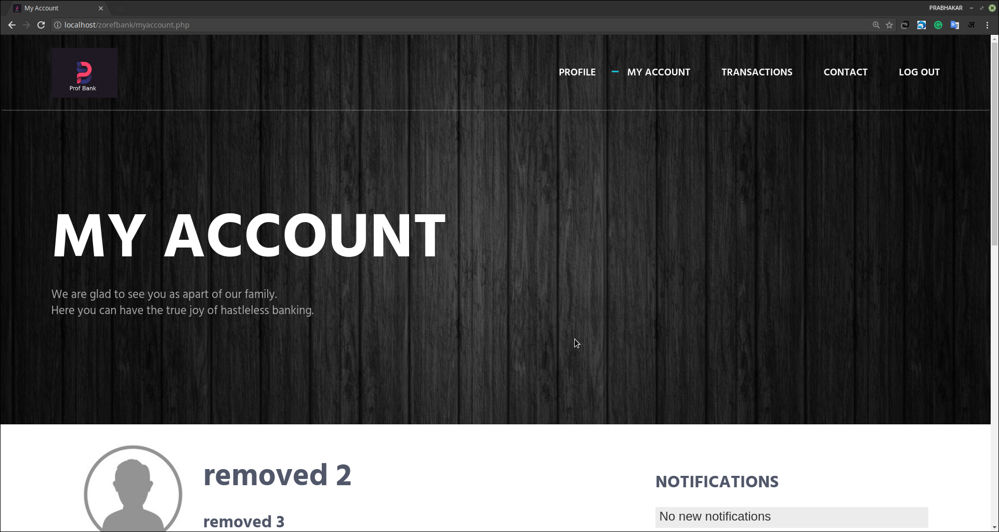 My Account
PRABHAKAR
localhost/zorefbank/myaccount.php
Prof Bank
PROFILE
MY ACCOUNT
TRANSACTIONS
CONTACT
LOG OUT
MY ACCOUNT
We are glad to see you as apart of our family.
Here you can have the true joy of hastleless banking.
removed 2
removed 3
NOTIFICATIONS
No new notifications